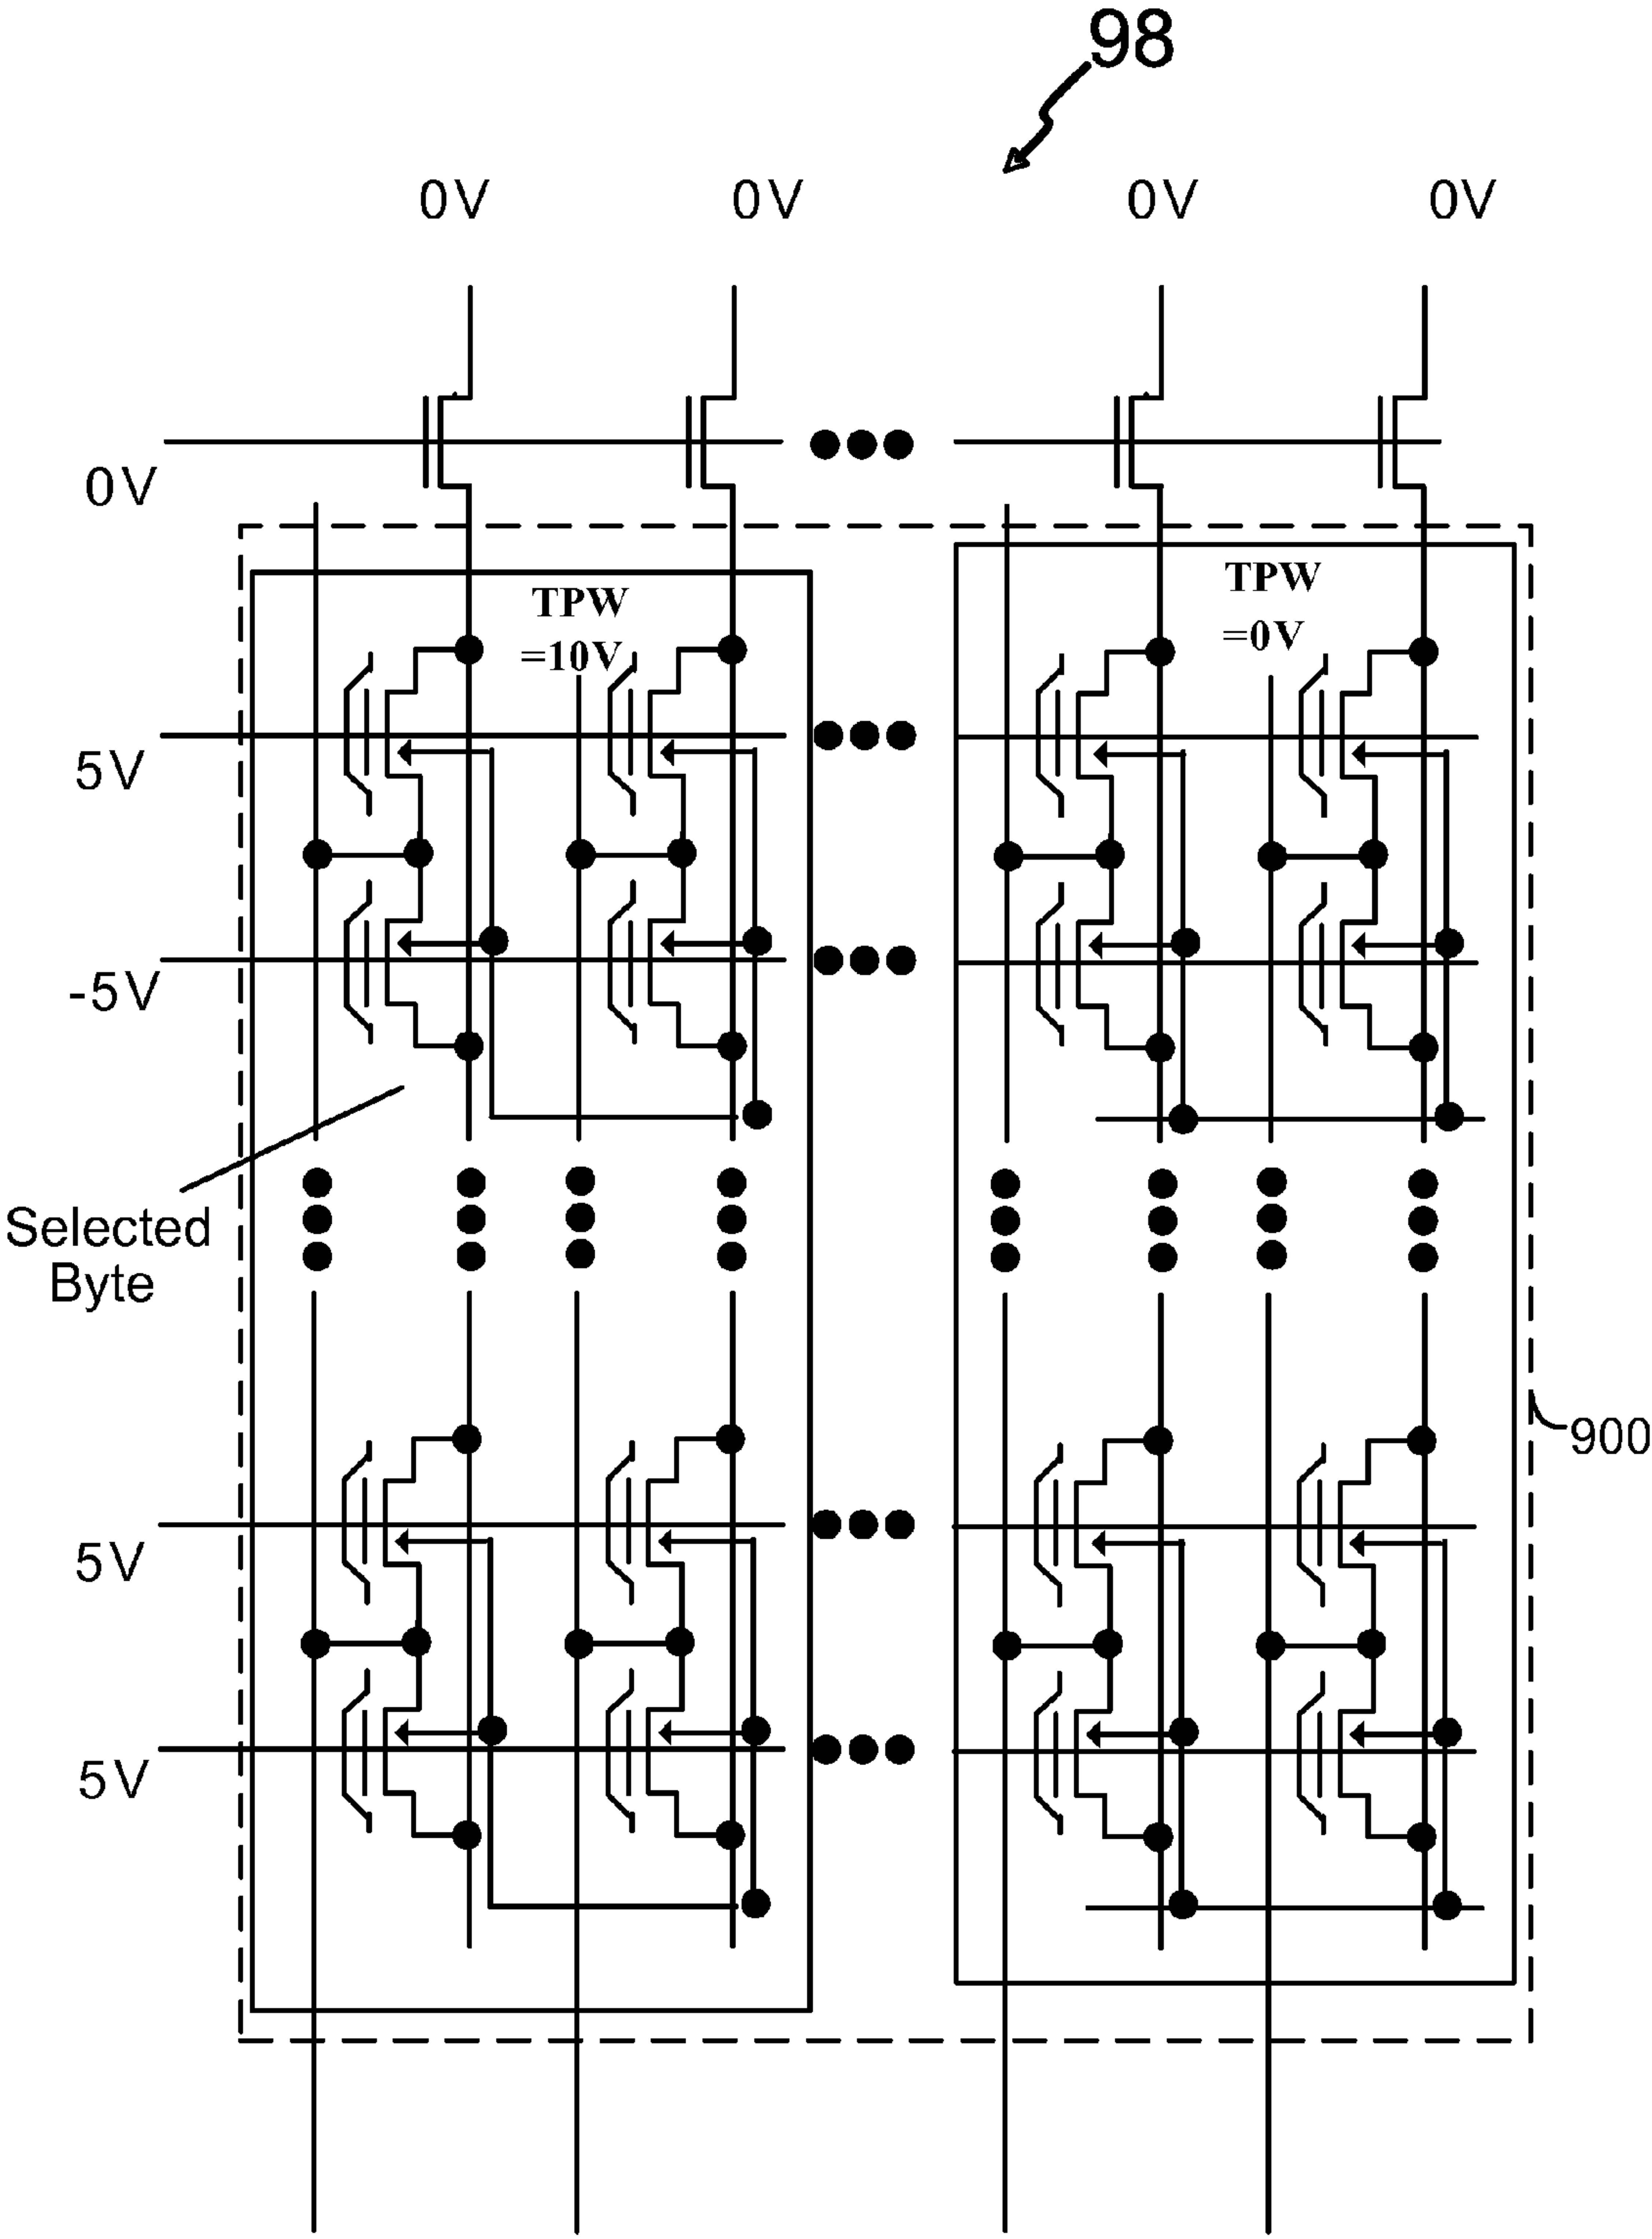 98
0V 0V 0V 0V
0V
TPW
=10V
TPW
=0V
5V
-5V
Selected
Byte
900
5V
5V